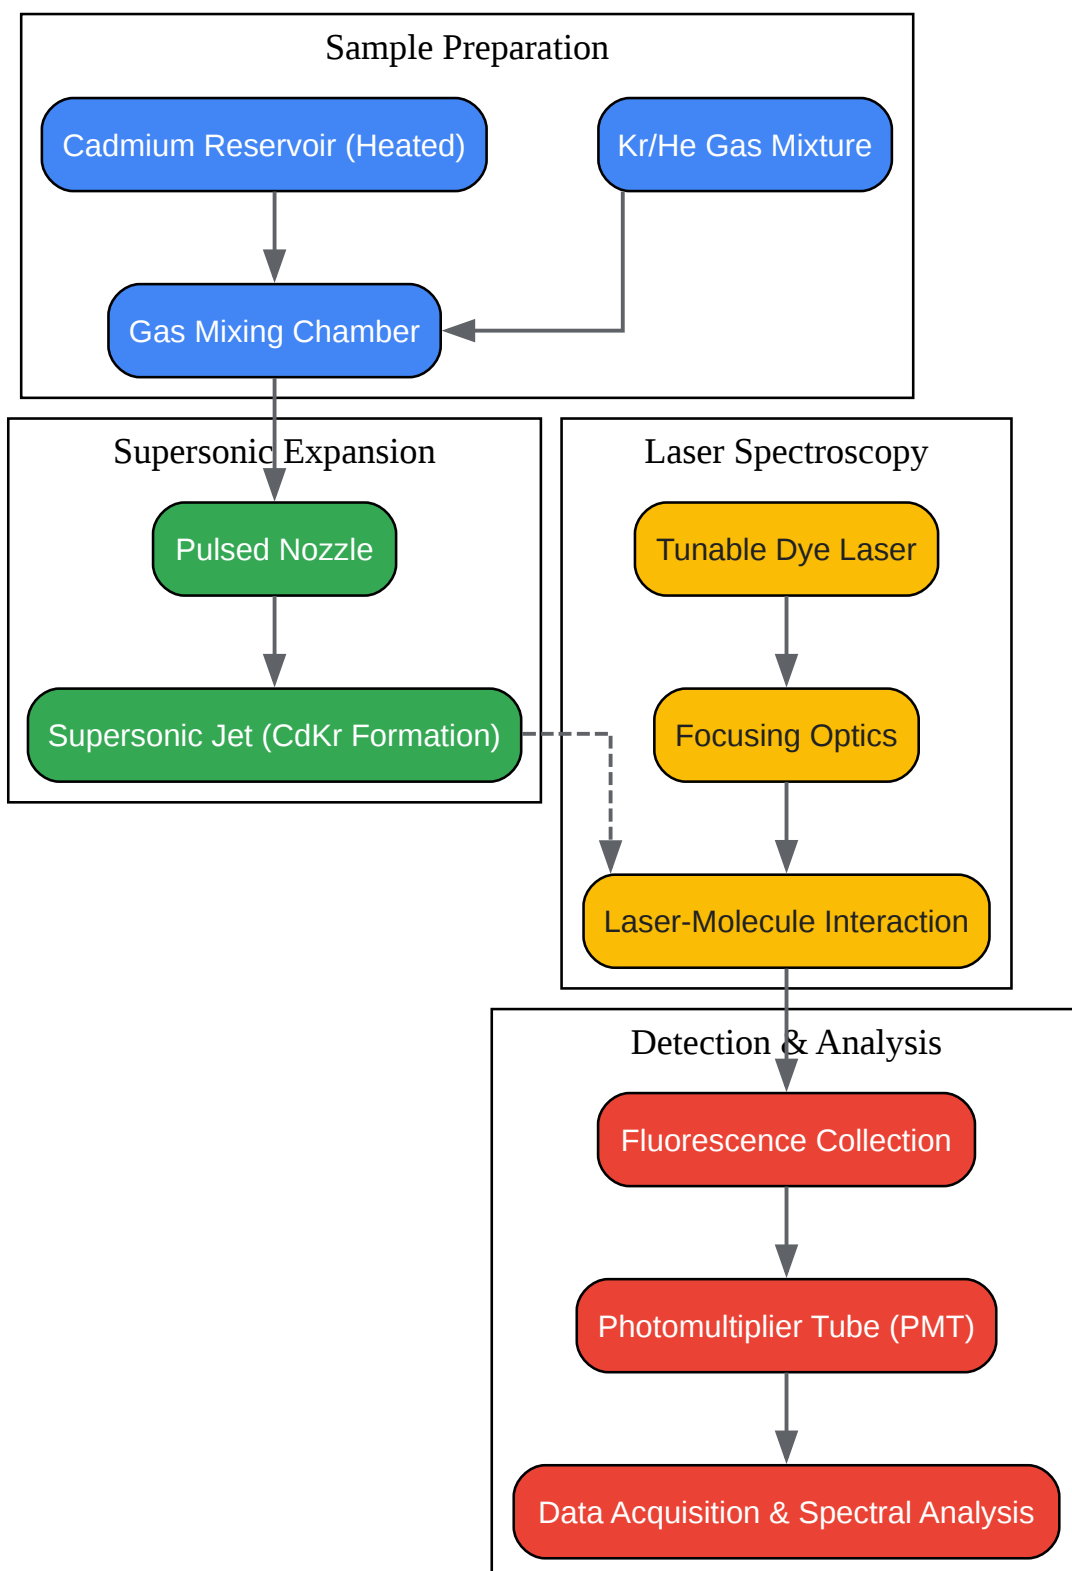 Sample Preparation
Cadmium Reservoir (Heated)
Kr/He Gas Mixture
Gas Mixing Chamber
Supersonic Expansion
Laser Spectroscopy
Pulsed Nozzle
Tunable Dye Laser
Supersonic Jet (CdKr Formation)
Focusing Optics
Laser-Molecule Interaction
Detection & Analysis
Fluorescence Collection
Photomultiplier Tube (PMT)
Data Acquisition & Spectral Analysis